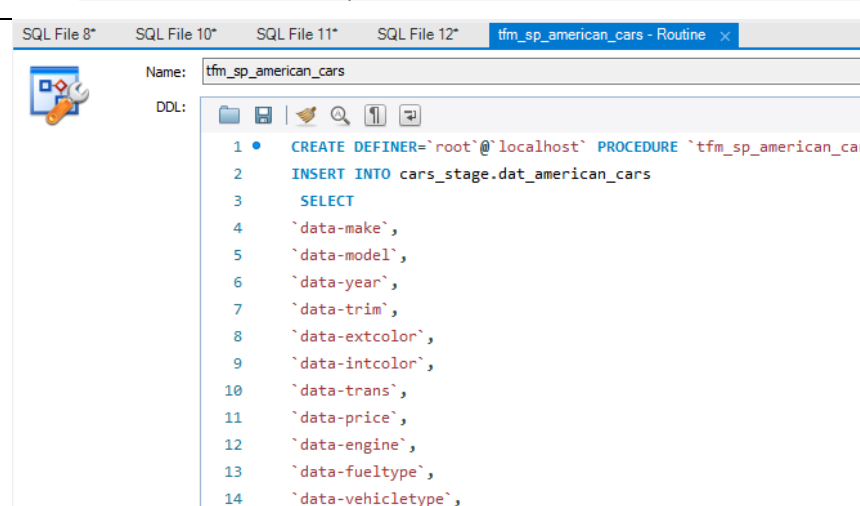 SQL File 8* SQL File 10* SQL File 11* SQL File 12* tfm_sp_american_cars - Routine ×
Name: tfm_sp_american_cars
DDL:
1 CREATE DEFINER=`root`@`localhost` PROCEDURE `tfm_sp_american_ca
2 INSERT INTO cars_stage.dat_american_cars
3 SELECT
4 `data-make`,
5 `data-model`,
6 `data-year`,
7 `data-trim`,
8 `data-extcolor`,
9 `data-intcolor`,
10 `data-trans`,
11 `data-price`,
12 `data-engine`,
13 `data-fueltype`,
14 `data-vehicletype`,